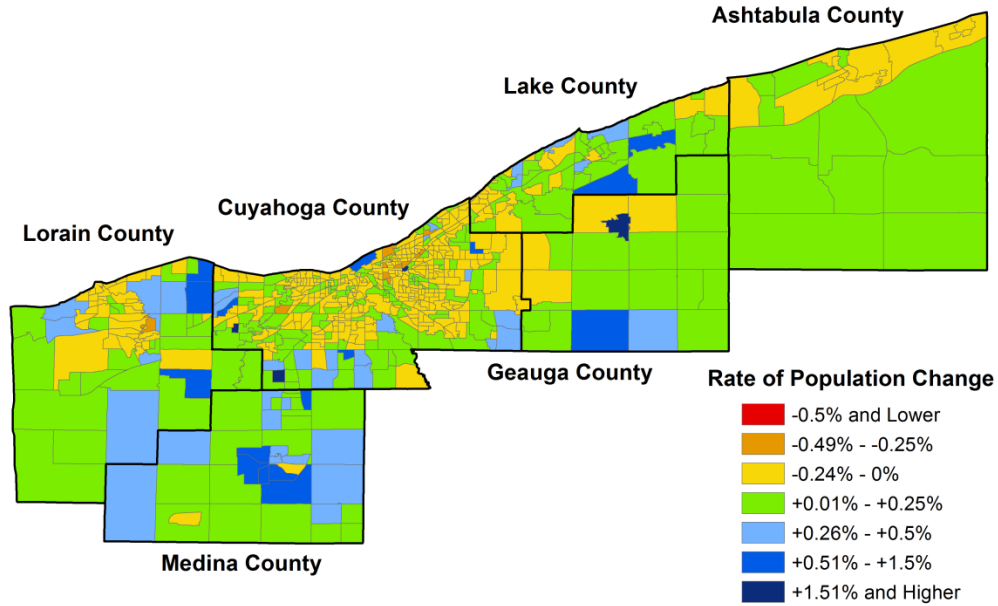 Ashtabula County
Lake County
Cuyahoga County
Lorain County
Geauga County
Medina County
Rate of Population Change
-0.5% and Lower
-0.49% - -0.25%
-0.24% - 0%
+0.01% - +0.25%
+0.26% - +0.5%
+0.51% - +1.5%
+1.51% and Higher